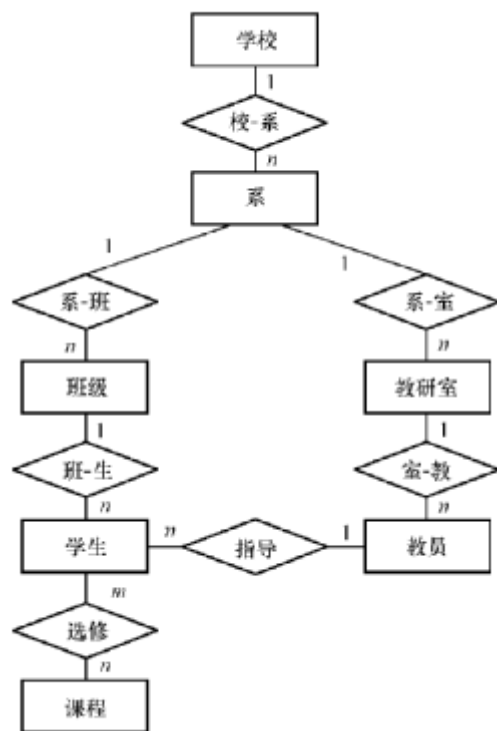 学校
1
校-系
n
系
1 1
系-班 系-室
n n
班级 教研室
1 1
班-生 室-教
n n
学生 n 指导 1 教员
m
选修
n
课程